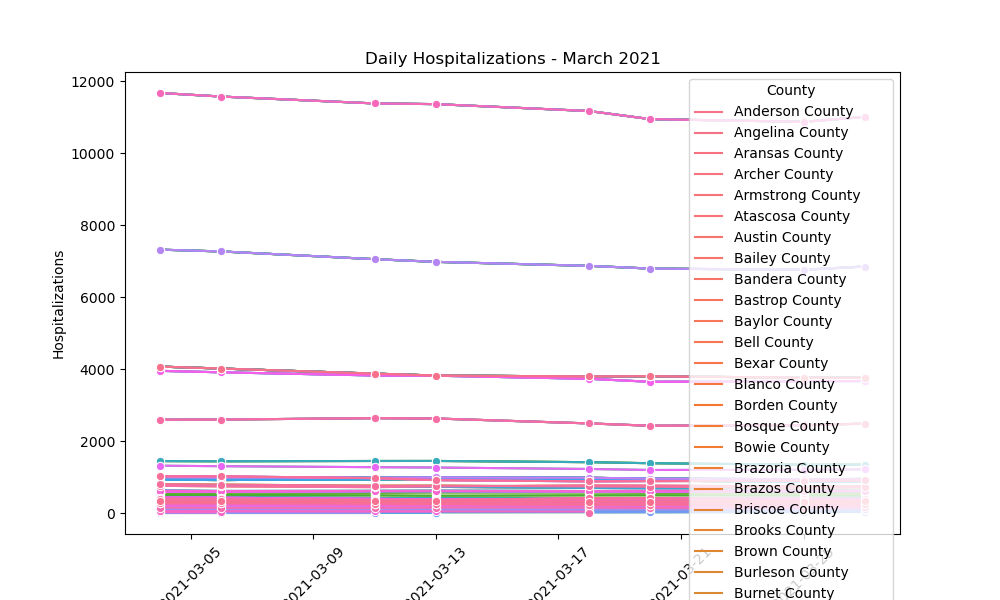 Daily Hospitalizations - March 2021
12000
10000
8000
6000
4000
2000
0
Hospitalizations
2021-03-05
2021-03-09
2021-03-13
2021-03-17
2021-03-21
County
Anderson County
Angelina County
Aransas County
Archer County
Armstrong County
Atascosa County
Austin County
Bailey County
Bandera County
Bastrop County
Baylor County
Bell County
Bexar County
Blanco County
Borden County
Bosque County
Bowie County
Brazoria County
Brazos County
Briscoe County
Brooks County
Brown County
Burleson County
Burnet County